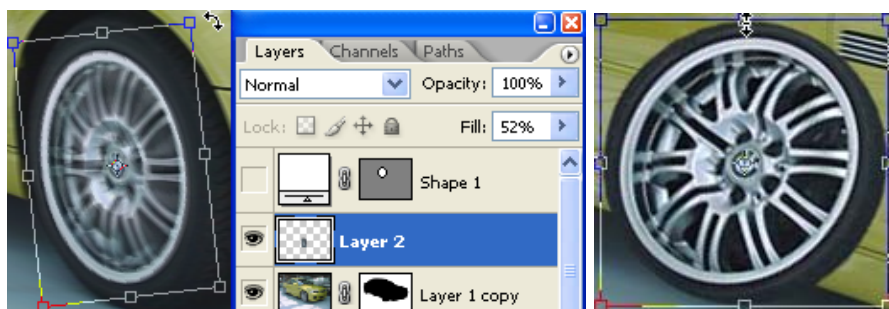 Layers Channels Paths
Normal Opacity: 100%
Lock: Fill: 52%
Shape 1
Layer 2
Layer 1 copy